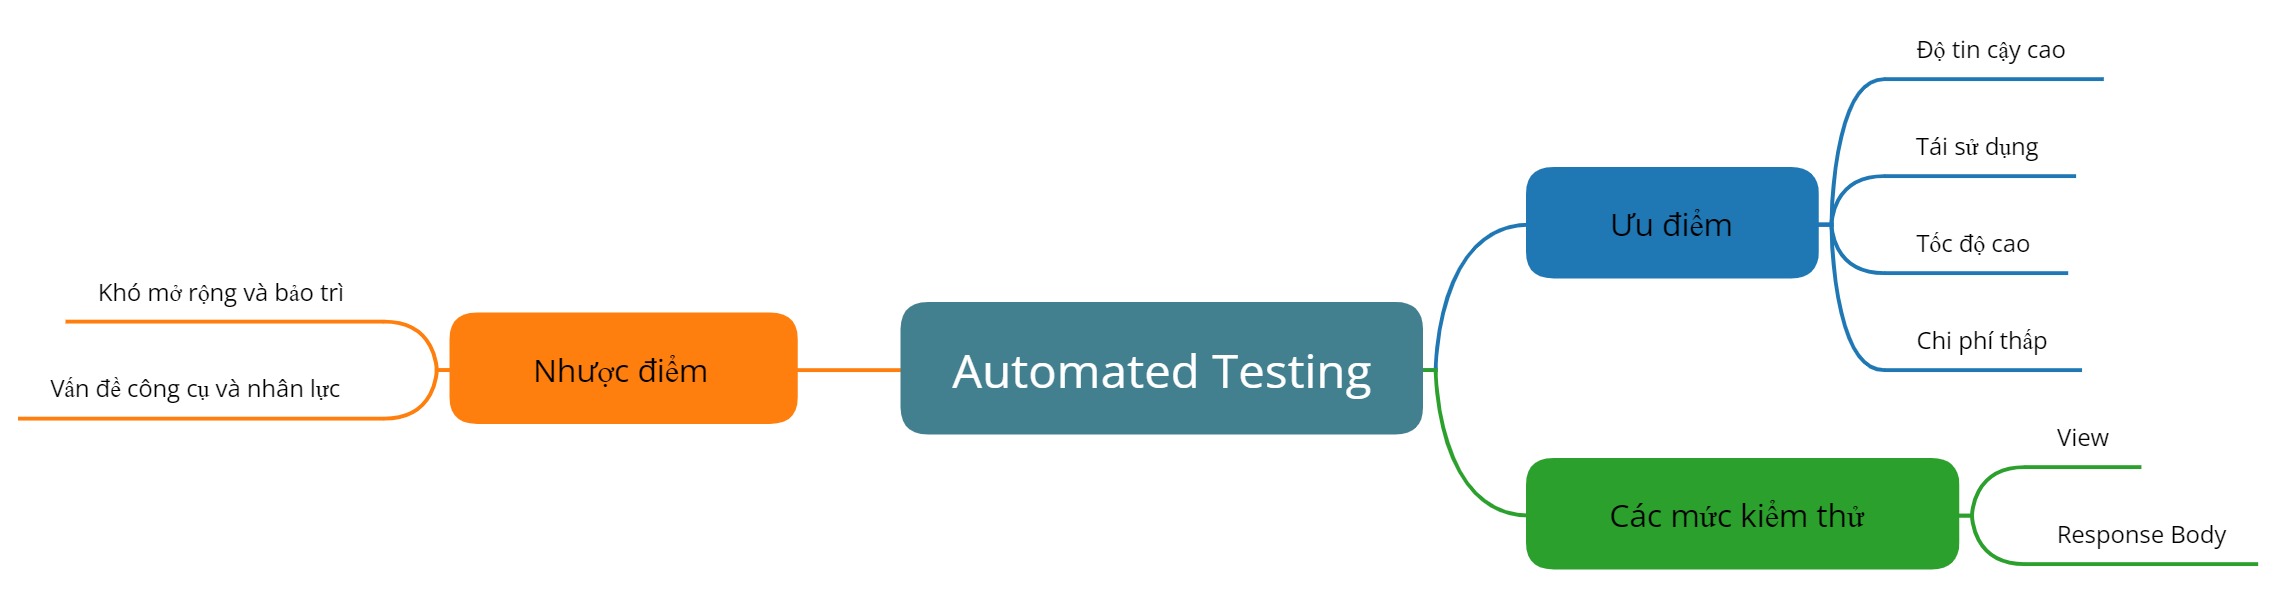 Automated Testing
Ưu điểm
Độ tin cậy cao
Tái sử dụng
Tốc độ cao
Chi phí thấp
Các mức kiểm thử
View
Response Body
Nhược điểm
Khó mở rộng và bảo trì
Vấn đề công cụ và nhân lực